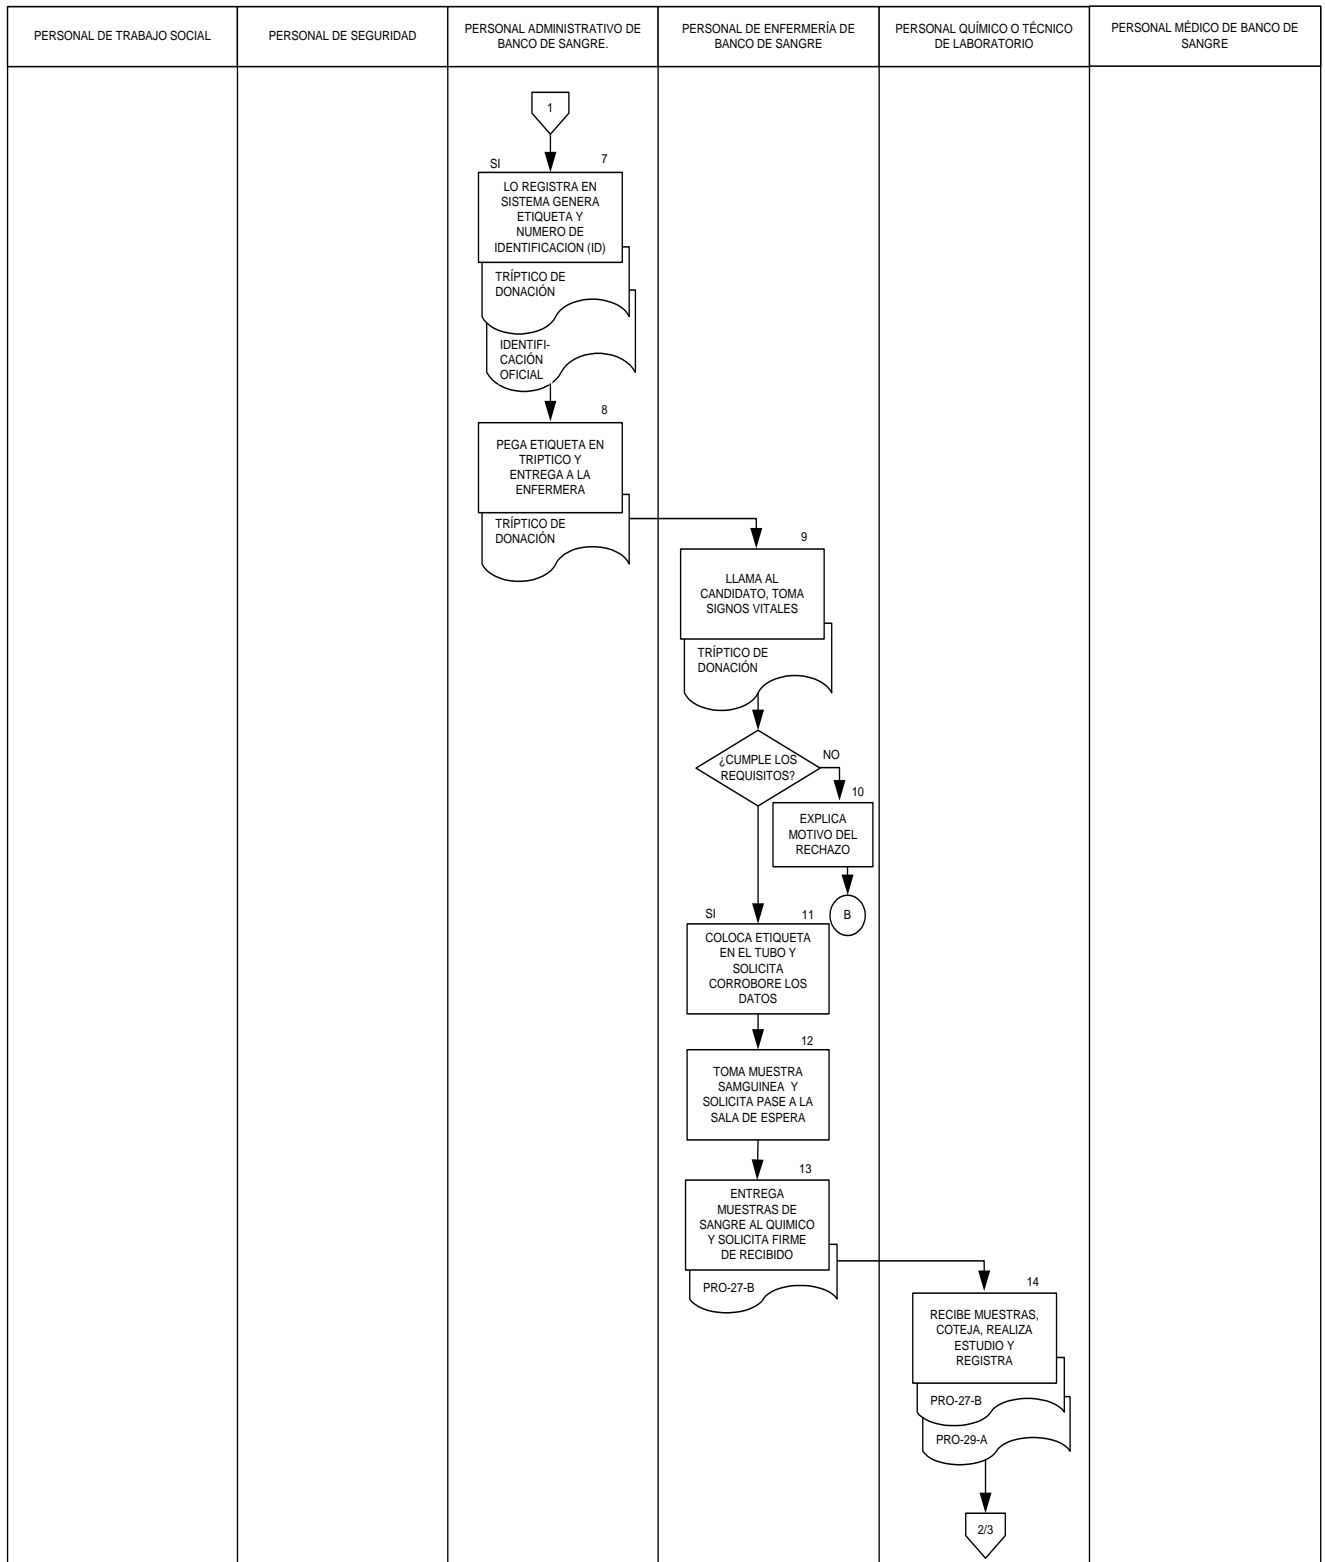 PERSONAL DE TRABAJO SOCIAL
PERSONAL DE SEGURIDAD
PERSONAL ADMINISTRATIVO DE
BANCO DE SANGRE.
PERSONAL DE ENFERMERÍA DE
BANCO DE SANGRE
PERSONAL QUÍMICO O TÉCNICO
DE LABORATORIO
PERSONAL MÉDICO DE BANCO DE
SANGRE
1
SI
7
LO REGISTRA EN
SISTEMA GENERA
ETIQUETA Y
NUMERO DE
IDENTIFICACION (ID)
TRÍPTICO DE
DONACIÓN
IDENTIFI-
CACIÓN
OFICIAL
8
PEGA ETIQUETA EN
TRIPTICO Y
ENTREGA A LA
ENFERMERA
TRÍPTICO DE
DONACIÓN
9
LLAMA AL
CANDIDATO, TOMA
SIGNOS VITALES
TRÍPTICO DE
DONACIÓN
¿CUMPLE LOS
REQUISITOS?
NO
10
EXPLICA
MOTIVO DEL
RECHAZO
B
SI
11
COLOCA ETIQUETA
EN EL TUBO Y
SOLICITA
CORROBORE LOS
DATOS
12
TOMA MUESTRA
SAMGUINEA Y
SOLICITA PASE A LA
SALA DE ESPERA
13
ENTREGA
MUESTRAS DE
SANGRE AL QUIMICO
Y SOLICITA FIRME
DE RECIBIDO
PRO-27-B
14
RECIBE MUESTRAS,
COTEJA, REALIZA
ESTUDIO Y
REGISTRA
PRO-27-B
PRO-29-A
2/3